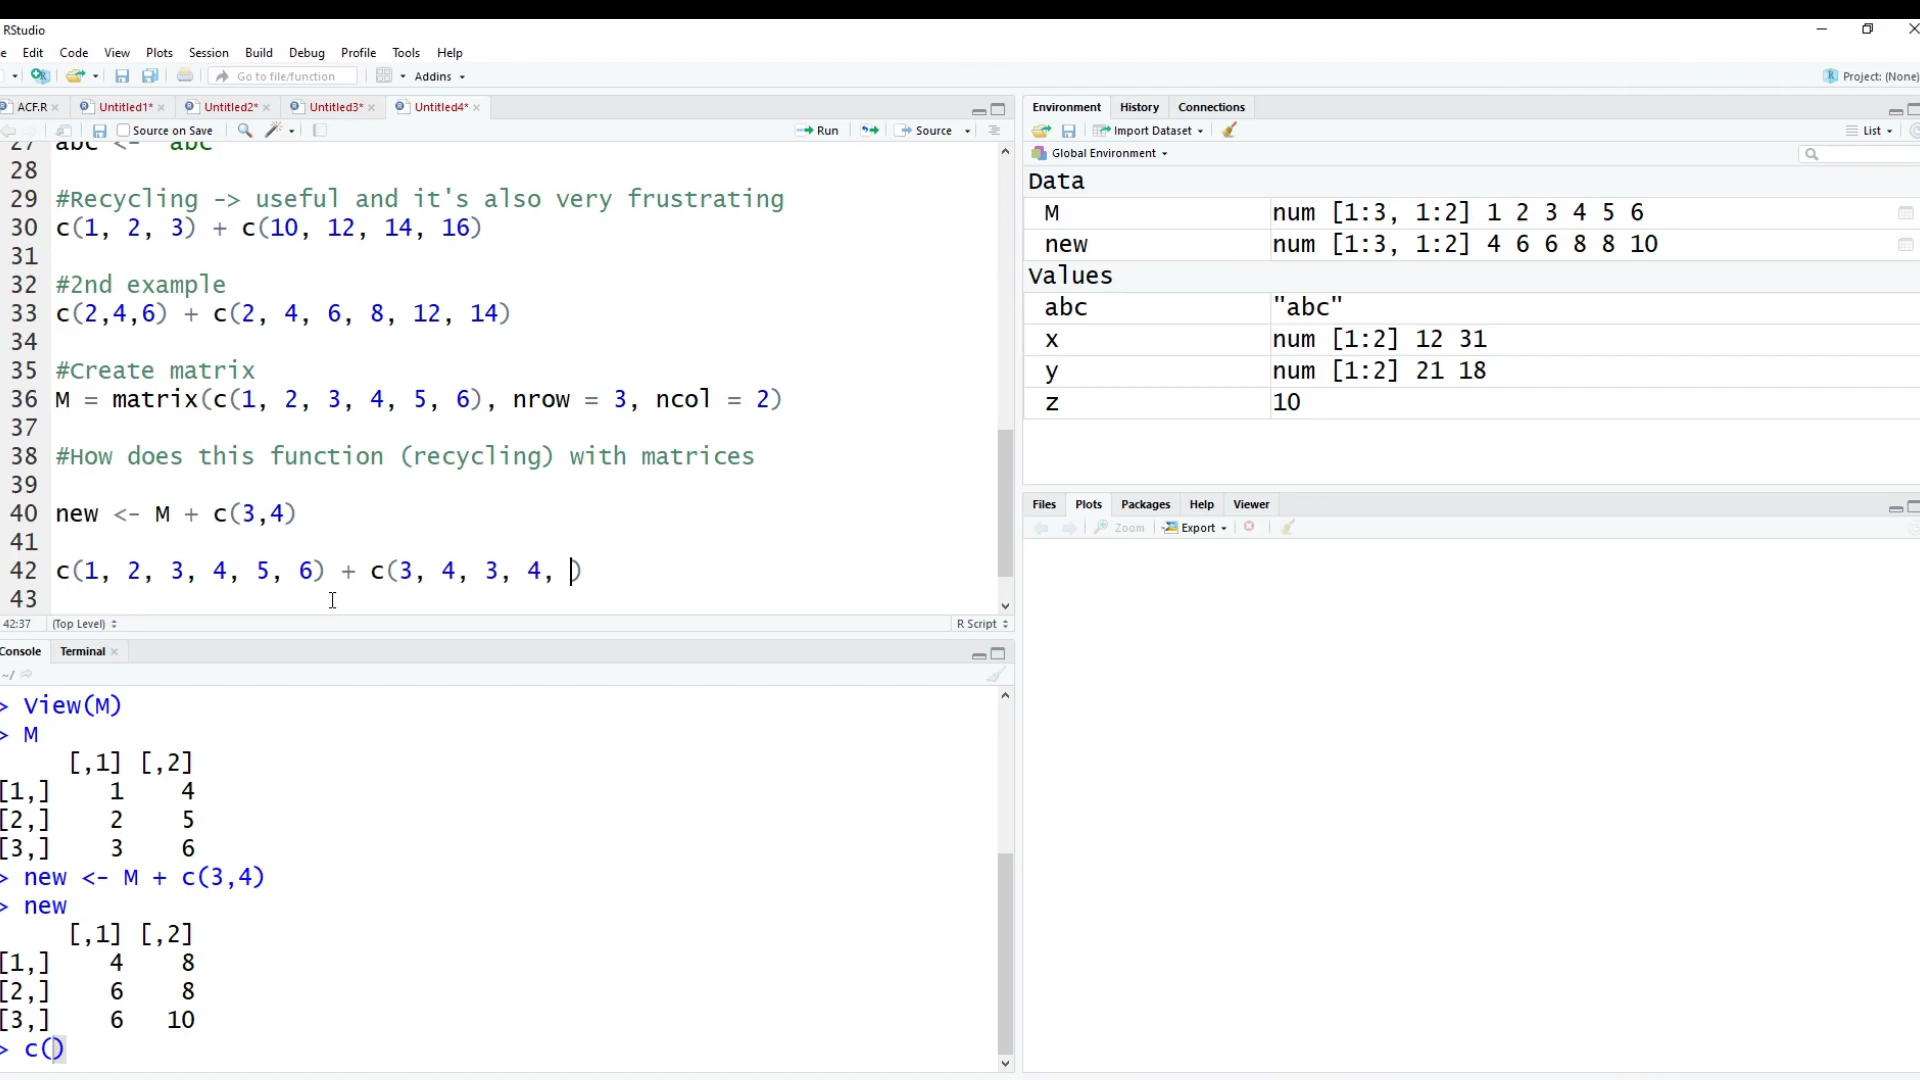 RStudio
Edit Code View Plots Session Build Debug Profile Tools Help
Go to file/function Addins Project: (None)
ACF.R Untitled1* Untitled2* Untitled3* Untitled4*
Source on Save Run Source
27 abc <- "abc"
28
29 #Recycling -> useful and it's also very frustrating
30 c(1, 2, 3) + c(10, 12, 14, 16)
31
32 #2nd example
33 c(2,4,6) + c(2, 4, 6, 8, 12, 14)
34
35 #Create matrix
36 M = matrix(c(1, 2, 3, 4, 5, 6), nrow = 3, ncol = 2)
37
38 #How does this function (recycling) with matrices
39
40 new <- M + c(3,4)
41
42 c(1, 2, 3, 4, 5, 6) + c(3, 4, 3, 4, )
43
42:37 (Top Level) R Script
Console Terminal
~/
> View(M)
> M
[,1] [,2]
[1,] 1 4
[2,] 2 5
[3,] 3 6
> new <- M + c(3,4)
> new
[,1] [,2]
[1,] 4 8
[2,] 6 8
[3,] 6 10
> c()
Environment History Connections
Import Dataset List
Global Environment
Data
M num [1:3, 1:2] 1 2 3 4 5 6
new num [1:3, 1:2] 4 6 6 8 8 10
Values
abc "abc"
x num [1:2] 12 31
y num [1:2] 21 18
z 10
Files Plots Packages Help Viewer
Zoom Export